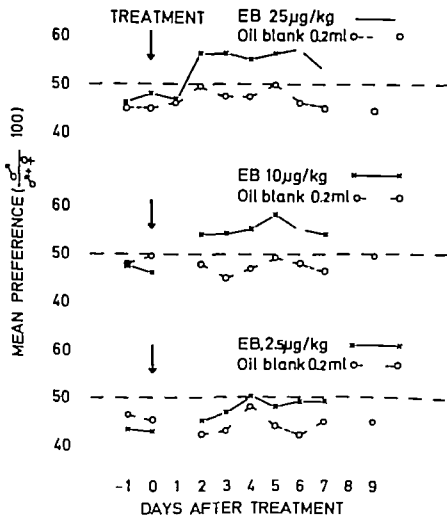 TREATMENT
EB 25µg/kg
Oil blank 0.2ml
60
50
40
EB 10µg/kg
Oil blank 0.2ml
60
50
40
EB, 2.5µg/kg
Oil blank 0.2ml
60
50
40
MEAN PREFERENCE (♂/♂+♀ 100)
-1 0 1 2 3 4 5 6 7 8 9
DAYS AFTER TREATMENT